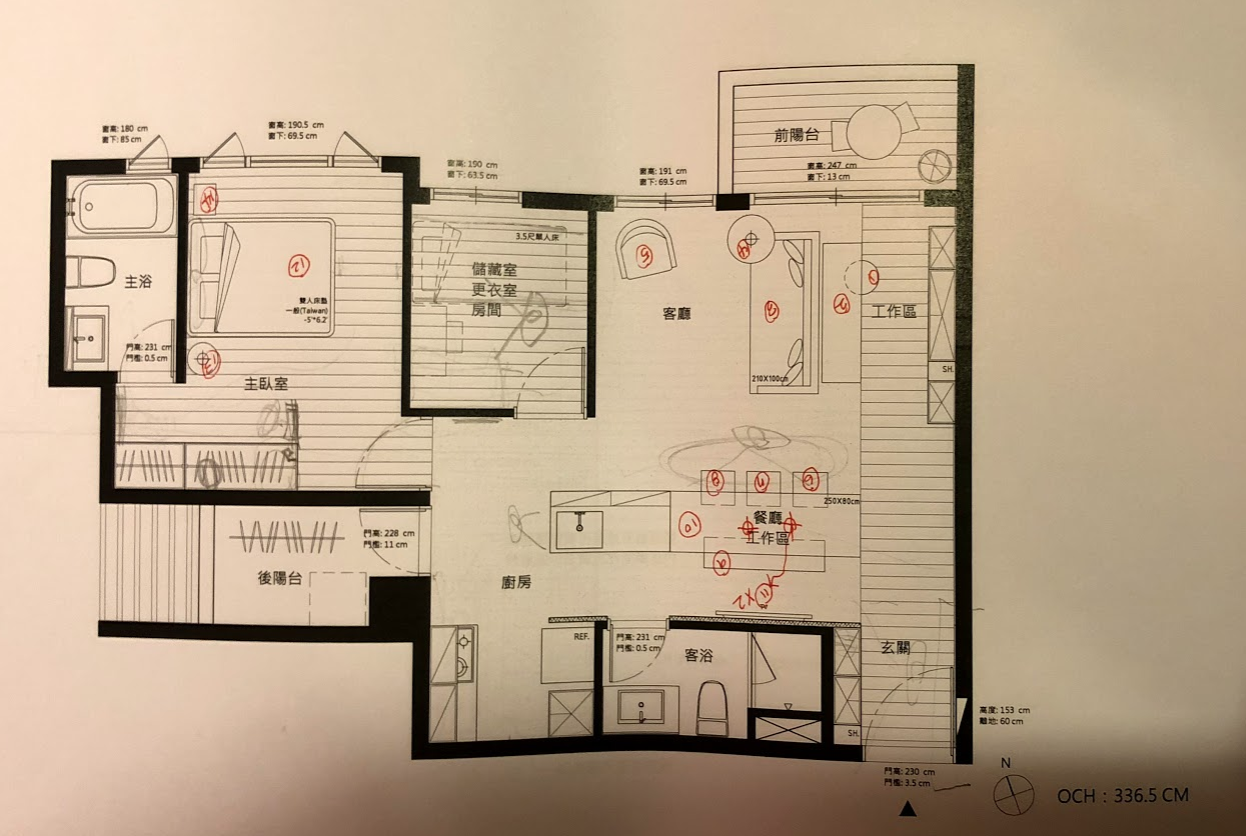 前陽台
窗高: 247 cm
窗下: 13 cm
窗高: 180 cm
窗下: 85 cm
窗高: 190.5 cm
窗下: 69.5 cm
窗高: 190 cm
窗下: 63.5 cm
窗高: 191 cm
窗下: 69.5 cm
3.5尺單人床
儲藏室
更衣室
房間
主浴
雙人床墊
一般(Taiwan)
-5'*6.2'
門高: 231 cm
門檻: 0.5 cm
主臥室
客廳
工作區
210X100cm
SH.
250X90cm
餐廳
工作區
門高: 228 cm
門檻: 11 cm
後陽台
廚房
REF.
門高: 231 cm
門檻: 0.5 cm
客浴
玄關
SH.
高度: 153 cm
離地: 60 cm
門高: 230 cm
門檻: 3.5 cm
N
OCH : 336.5 CM